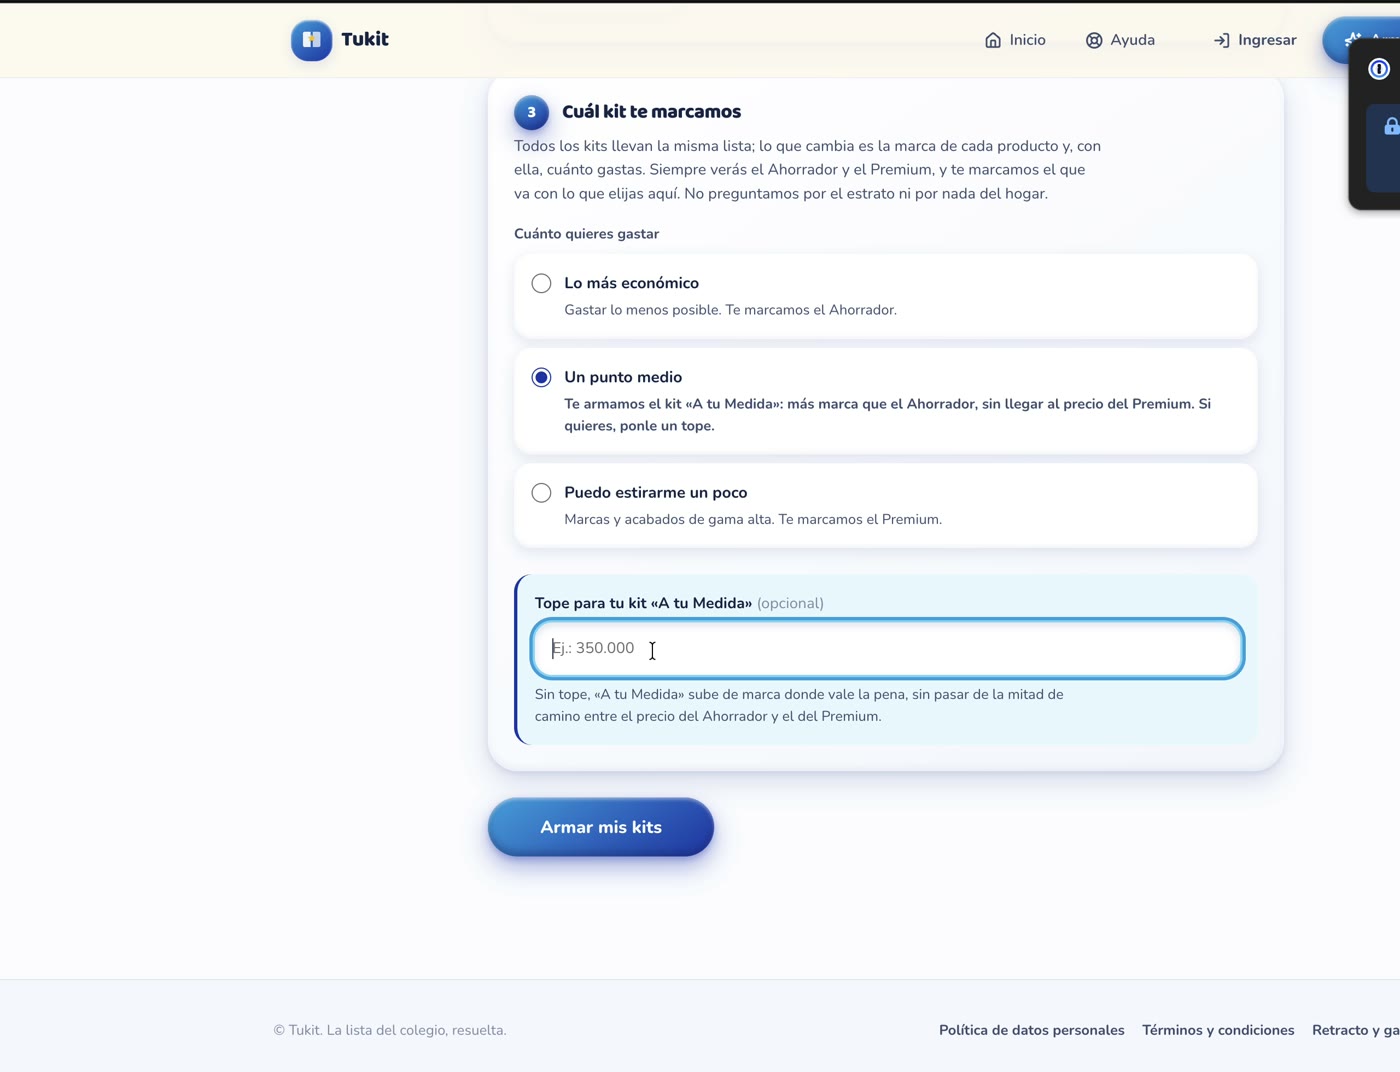 Tukit
Inicio
Ayuda
Ingresar
3
Cuál kit te marcamos
Todos los kits llevan la misma lista; lo que cambia es la marca de cada producto y, con
ella, cuánto gastas. Siempre verás el Ahorrador y el Premium, y te marcamos el que
va con lo que elijas aquí. No preguntamos por el estrato ni por nada del hogar.
Cuánto quieres gastar
Lo más económico
Gastar lo menos posible. Te marcamos el Ahorrador.
Un punto medio
Te armamos el kit «A tu Medida»: más marca que el Ahorrador, sin llegar al precio del Premium. Si
quieres, ponle un tope.
Puedo estirarme un poco
Marcas y acabados de gama alta. Te marcamos el Premium.
Tope para tu kit «A tu Medida» (opcional)
Ej.: 350.000
Sin tope, «A tu Medida» sube de marca donde vale la pena, sin pasar de la mitad de
camino entre el precio del Ahorrador y el del Premium.
Armar mis kits
© Tukit. La lista del colegio, resuelta.
Política de datos personales
Términos y condiciones
Retracto y ga